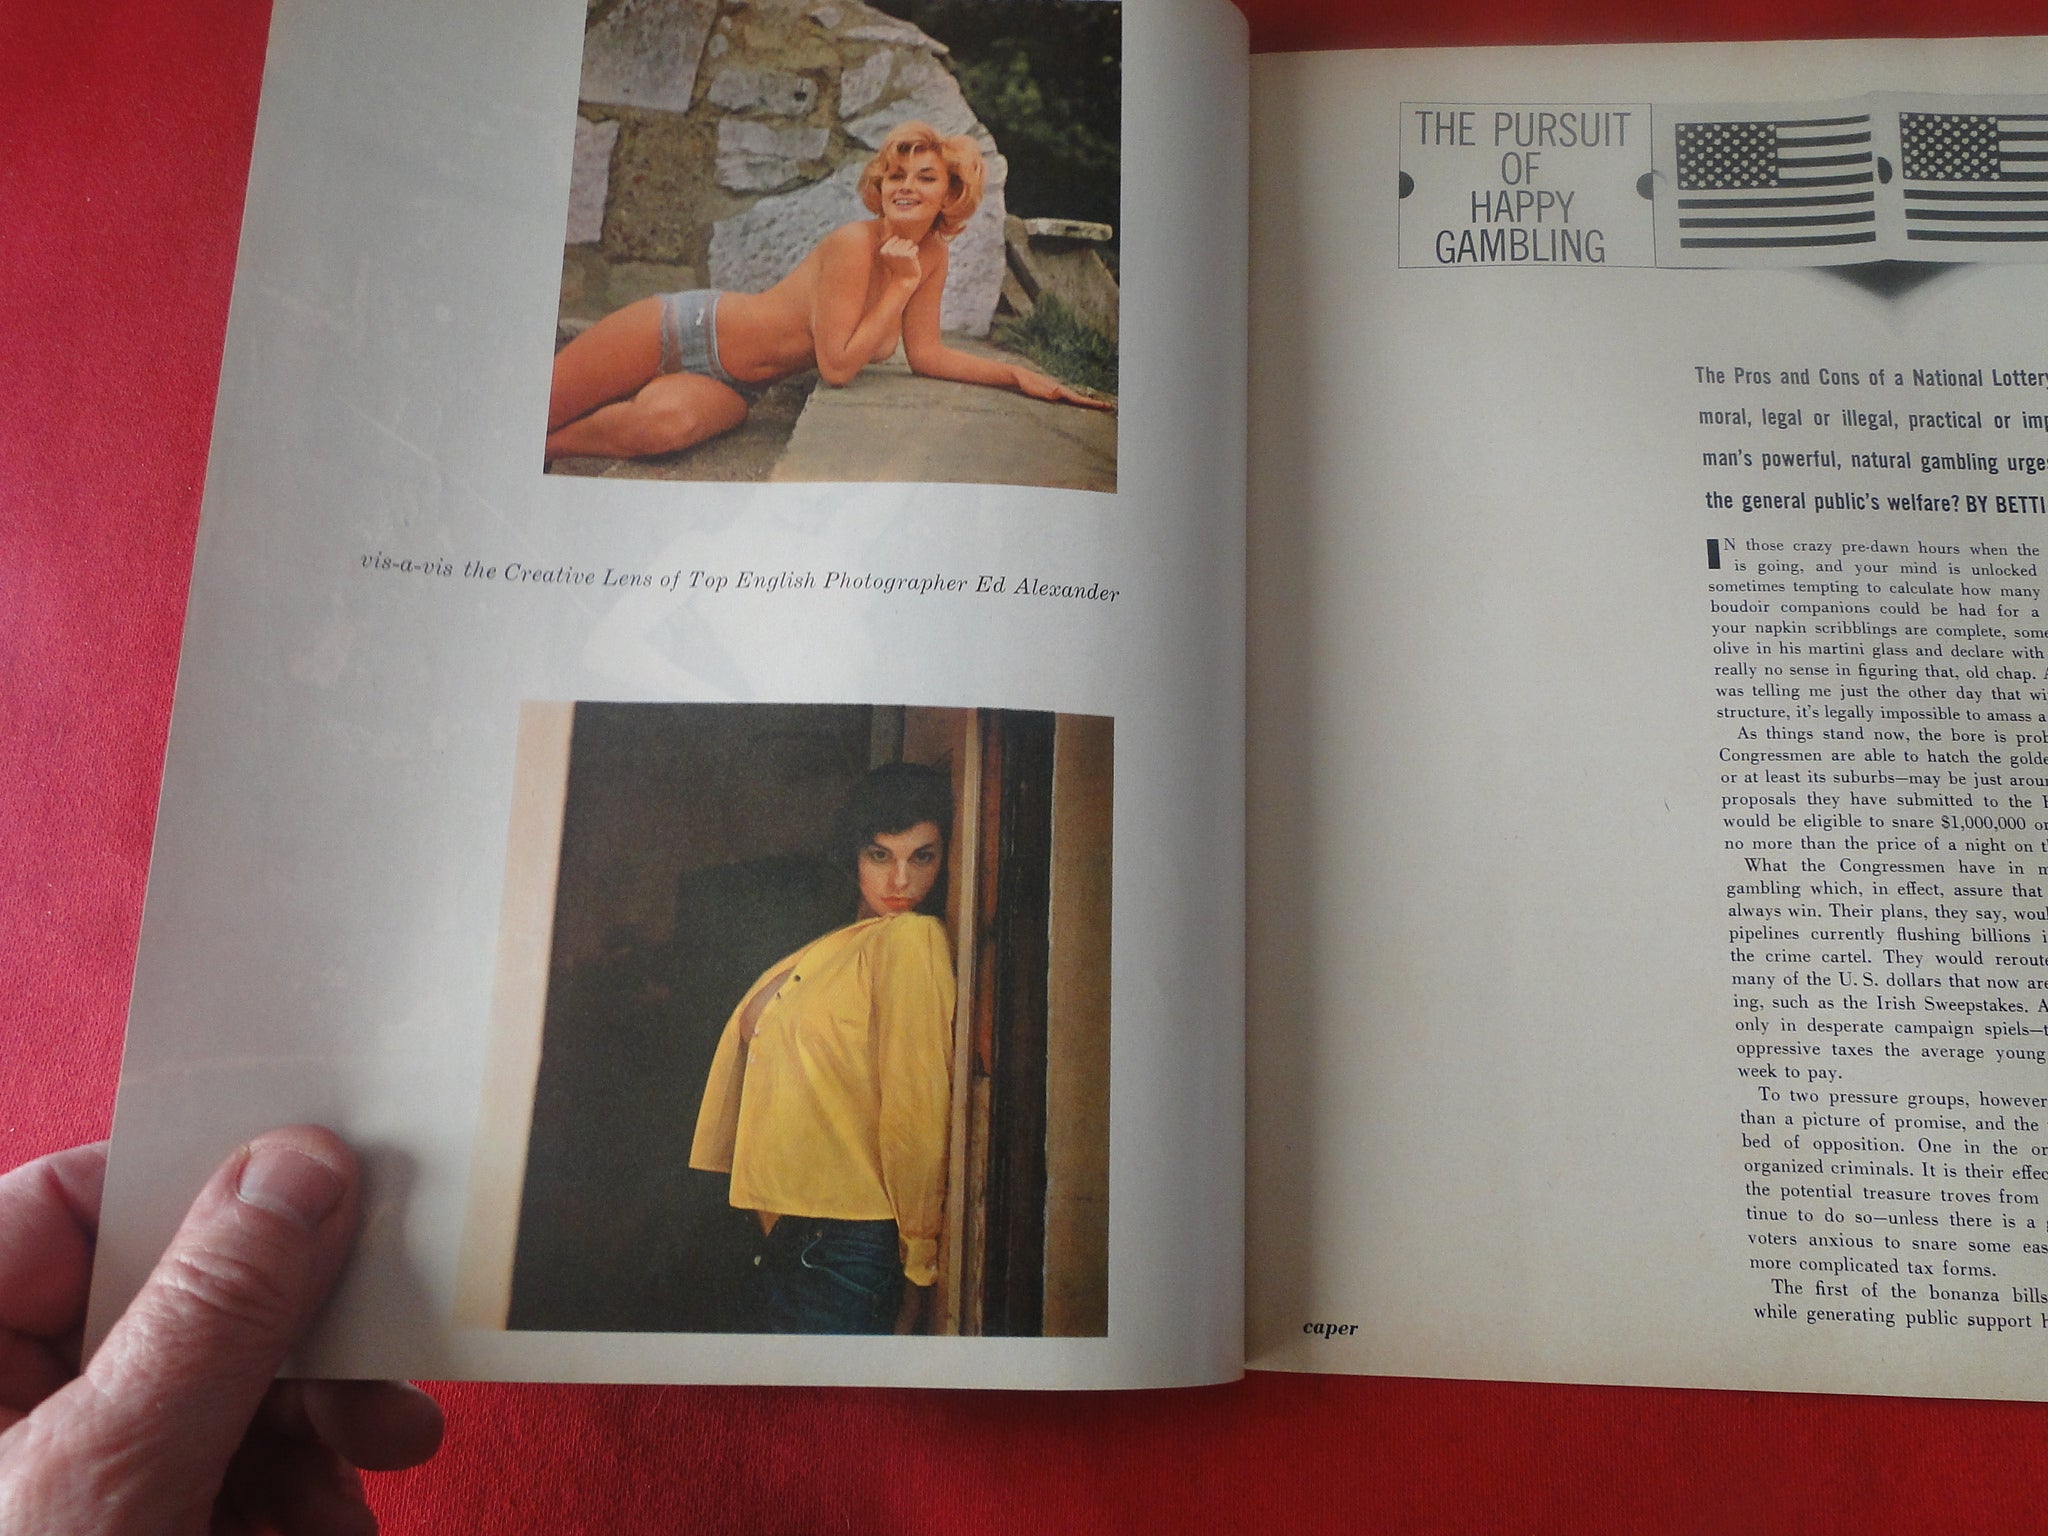 vis-a-vis the Creative Lens of Top English Photographer Ed Alexander
THE PURSUIT
OF
HAPPY
GAMBLING
The Pros and Cons of a National Lottery
moral, legal or illegal, practical or imp
man's powerful, natural gambling urges
the general public's welfare? BY BETTI
IN those crazy pre-dawn hours when the
is going, and your mind is unlocked
sometimes tempting to calculate how many
boudoir companions could be had for a
your napkin scribblings are complete, some
olive in his martini glass and declare with
really no sense in figuring that, old chap. A
was telling me just the other day that wi
structure, it's legally impossible to amass a
As things stand now, the bore is prob
Congressmen are able to hatch the golde
or at least its suburbs—may be just arou
proposals they have submitted to the H
would be eligible to snare $1,000,000 or
no more than the price of a night on t
What the Congressmen have in m
gambling which, in effect, assure that
always win. Their plans, they say, woul
pipelines currently flushing billions i
the crime cartel. They would reroute
many of the U. S. dollars that now are
ing, such as the Irish Sweepstakes. A
only in desperate campaign spiels—t
oppressive taxes the average young
week to pay.
To two pressure groups, however
than a picture of promise, and the
bed of opposition. One in the or
organized criminals. It is their effec
the potential treasure troves from
tinue to do so—unless there is a g
voters anxious to snare some eas
more complicated tax forms.
The first of the bonanza bills
while generating public support h
caper